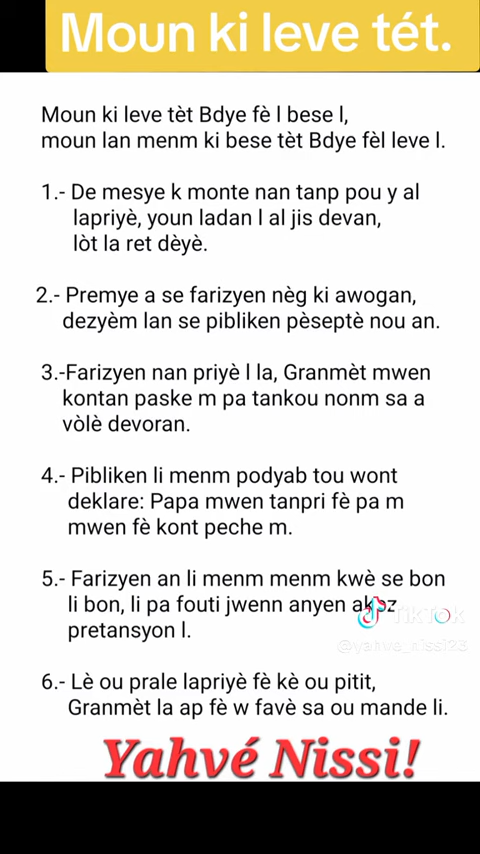 Moun ki leve tét.
Moun ki leve tèt Bdye fè l bese l,
moun lan menm ki bese tèt Bdye fèl leve l.
1.- De mesye k monte nan tanp pou y al
lapriyè, youn ladan l al jis devan,
lòt la ret dèyè.
2.- Premye a se farizyen nèg ki awogan,
dezyèm lan se pibliken pèseptè nou an.
3.-Farizyen nan priyè l la, Granmèt mwen
kontan paske m pa tankou nonm sa a
vòlè devoran.
4.- Pibliken li menm podyab tou wont
deklare: Papa mwen tanpri fè pa m
mwen fè kont peche m.
5.- Farizyen an li menm menm kwè se bon
li bon, li pa fouti jwenn anyen akoz
TikTok
pretansyon l.
@yahve_nissi23
6.- Lè ou prale lapriyè fè kè ou pitit,
Granmèt la ap fè w favè sa ou mande li.
Yahvé Nissi!